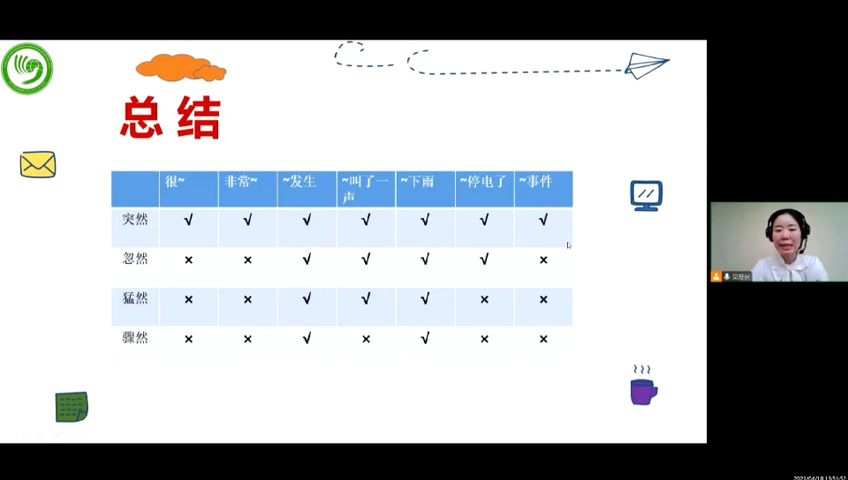 总结
很~ 非常~ ~发生 ~叫了一声 ~下雨 ~停电了 ~事件
突然 √ √ √ √ √ √ √
忽然 × × √ √ √ √ ×
猛然 × × √ √ √ × ×
骤然 × × √ × √ × ×